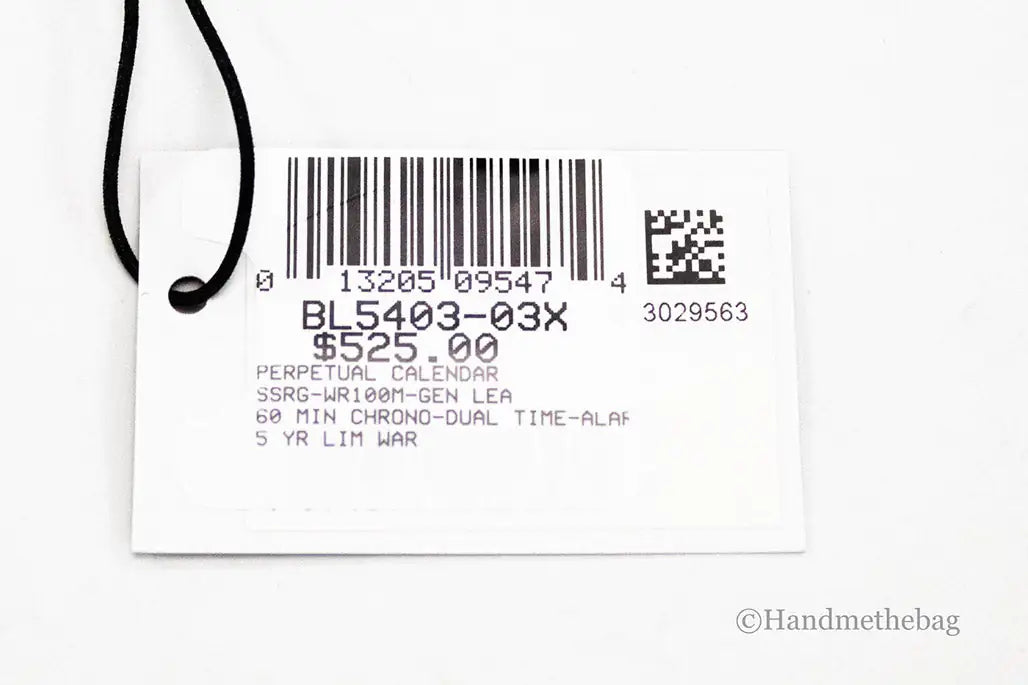 0 13205 09547 4
BL5403-03X
$525.00
PERPETUAL CALENDAR
SSRG-WR100M-GEN LEA
60 MIN CHRONO-DUAL TIME-ALAR
5 YR LIM WAR
3029563
©Handmethebag